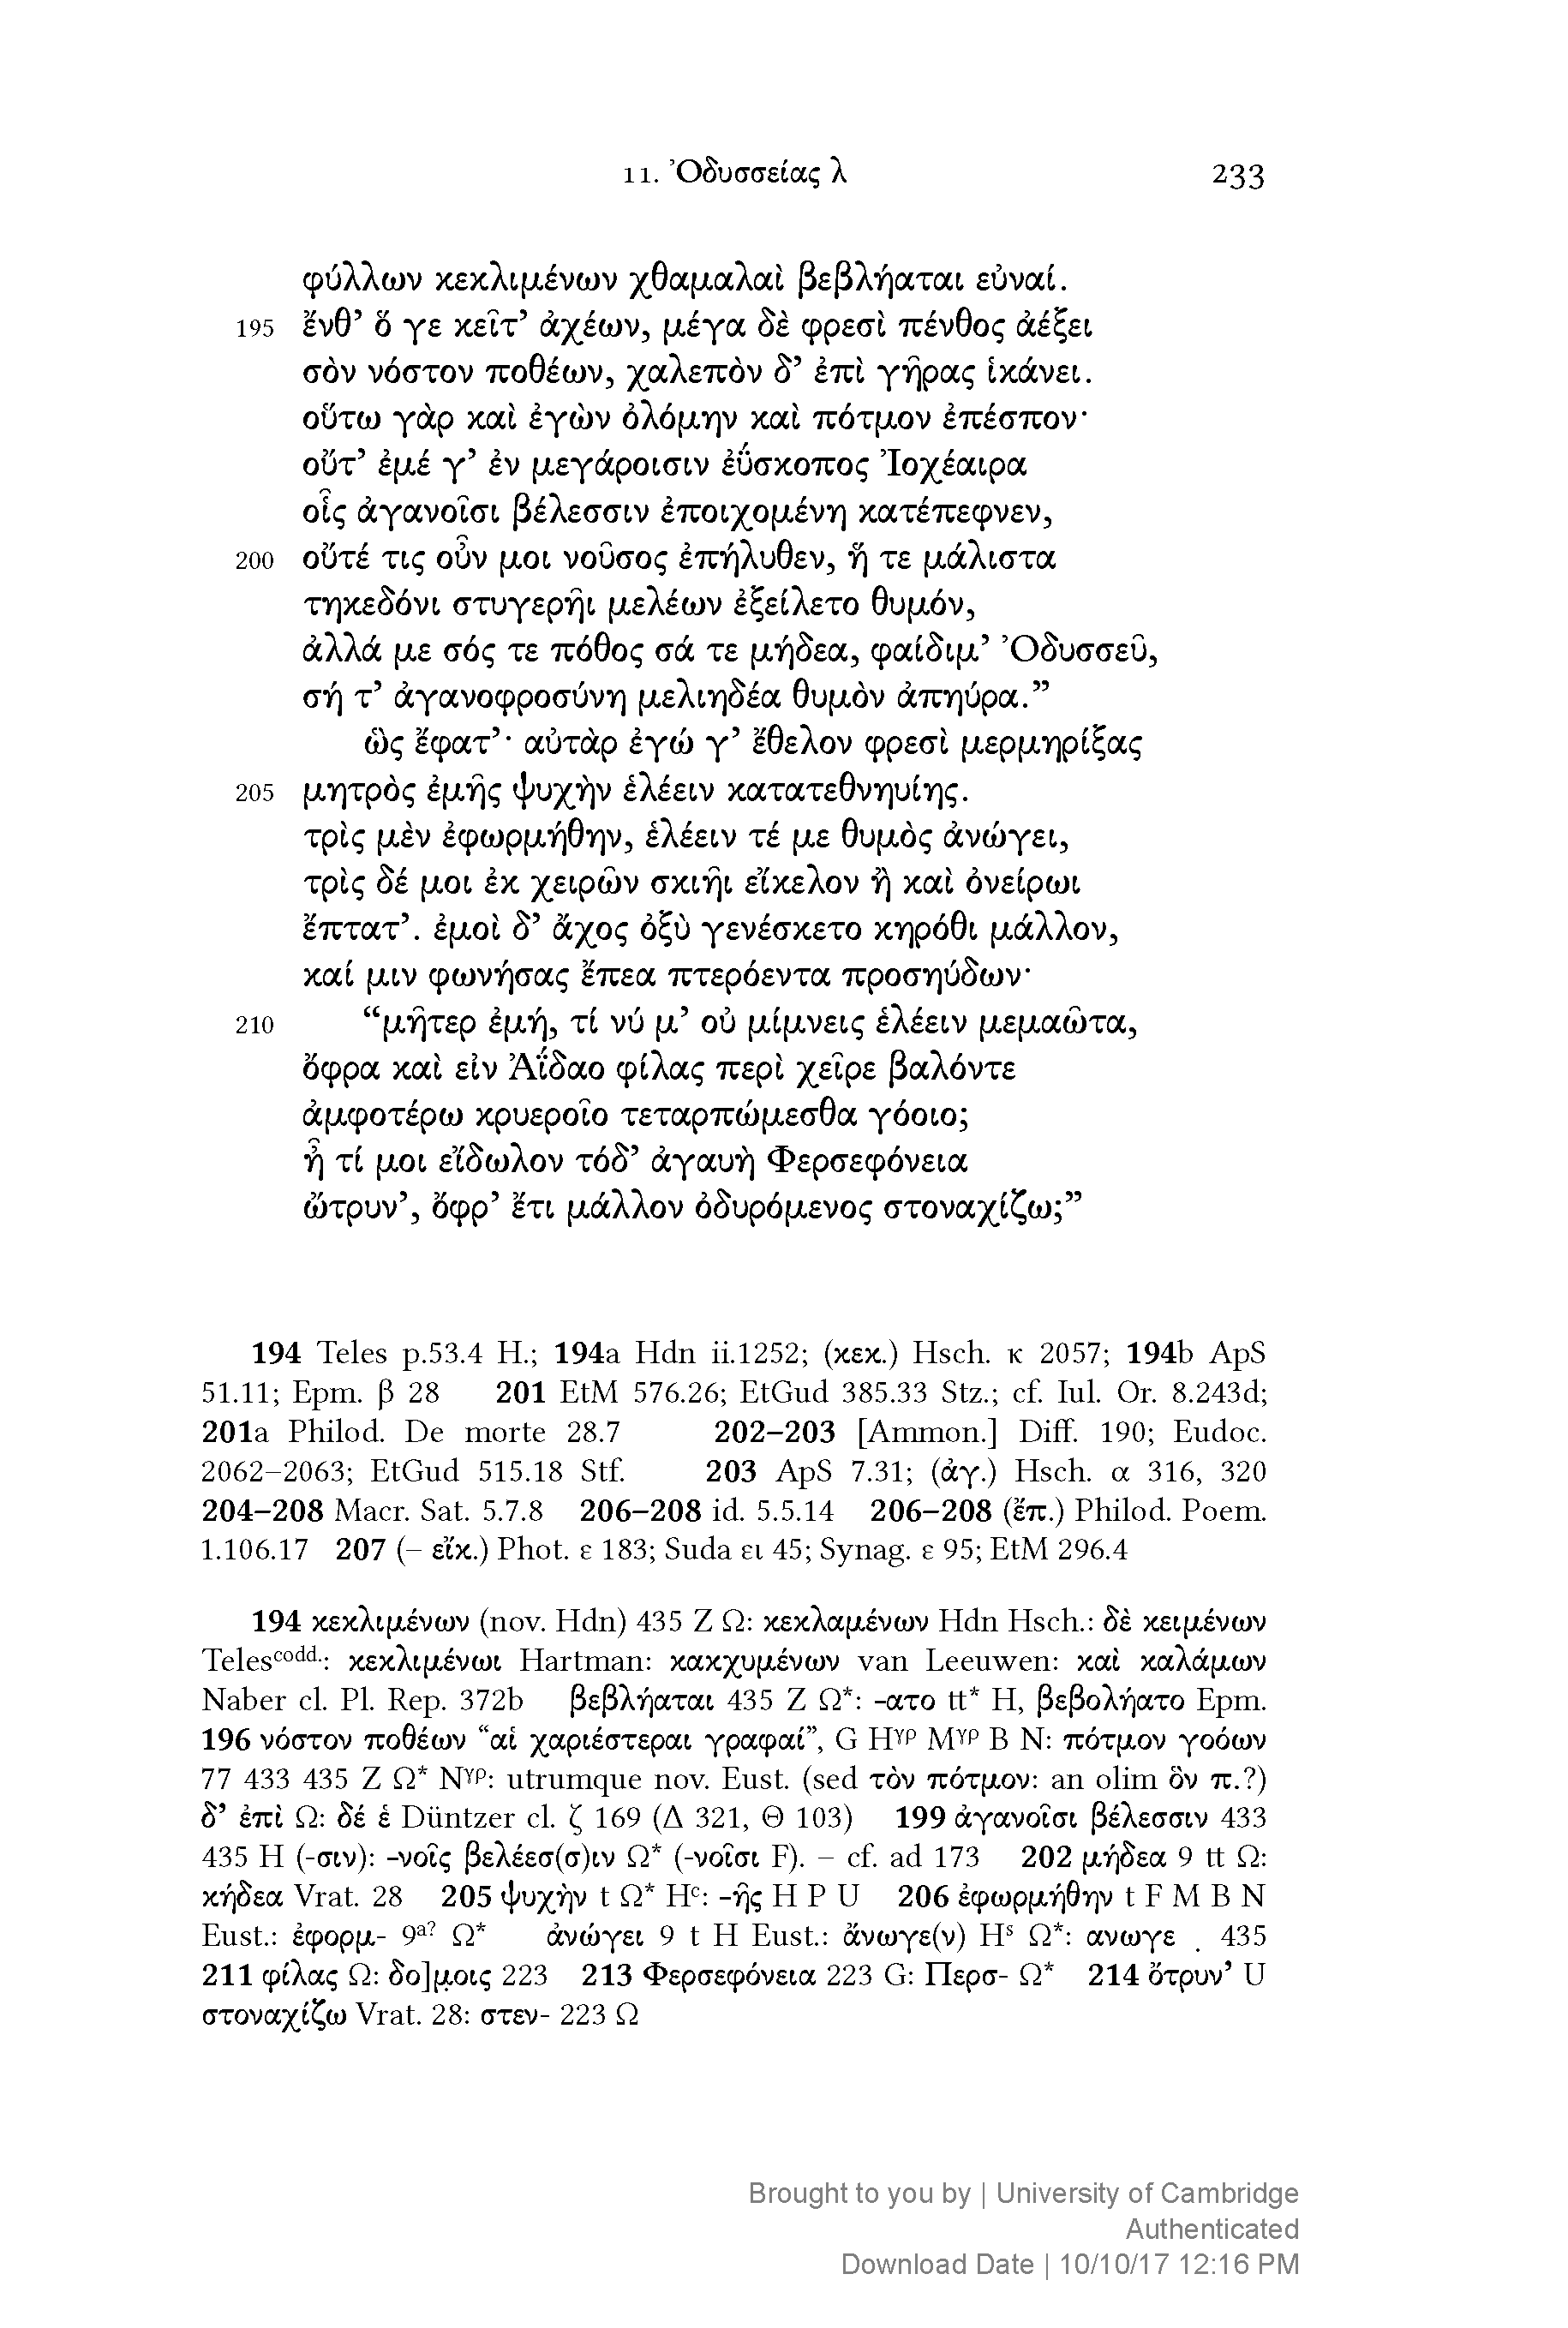 11. Ὀδυσσείας λ 233
φύλλων κεκλιμένων χθαμαλαὶ βεβλήαται εὐναί.
195 ἔνθ’ ὅ γε κεῖτ’ ἀχέων, μέγα δὲ φρεσὶ πένθος ἀέξει
σὸν νόστον ποθέων, χαλεπὸν δ’ ἐπὶ γῆρας ἱκάνει.
οὕτω γὰρ καὶ ἐγὼν ὀλόμην καὶ πότμον ἐπέσπον·
οὔτ’ ἐμέ γ’ ἐν μεγάροισιν ἐΰσκοπος Ἰοχέαιρα
οἷς ἀγανοῖσι βέλεσσιν ἐποιχομένη κατέπεφνεν,
200 οὔτέ τις οὖν μοι νοῦσος ἐπήλυθεν, ἥ τε μάλιστα
τηκεδόνι στυγερῆι μελέων ἐξείλετο θυμόν,
ἀλλά με σός τε πόθος σά τε μήδεα, φαίδιμ’ Ὀδυσσεῦ,
σή τ’ ἀγανοφροσύνη μελιηδέα θυμὸν ἀπηύρα.”
ὣς ἔφατ’· αὐτὰρ ἐγώ γ’ ἔθελον φρεσὶ μερμηρίξας
205 μητρὸς ἐμῆς ψυχὴν ἑλέειν κατατεθνηυίης.
τρὶς μὲν ἐφωρμήθην, ἑλέειν τέ με θυμὸς ἀνώγει,
τρὶς δέ μοι ἐκ χειρῶν σκιῆι εἴκελον ἢ καὶ ὀνείρωι
ἔπτατ’. ἐμοὶ δ’ ἄχος ὀξὺ γενέσκετο κηρόθι μάλλον,
καί μιν φωνήσας ἔπεα πτερόεντα προσηύδων·
210 “μῆτερ ἐμή, τί νύ μ’ οὐ μίμνεις ἑλέειν μεμαῶτα,
ὄφρα καὶ εἰν Ἀΐδαο φίλας περὶ χεῖρε βαλόντε
ἀμφοτέρω κρυεροῖο τεταρπώμεσθα γόοιο;
ἦ τί μοι εἴδωλον τόδ’ ἀγαυὴ Φερσεφόνεια
ὤτρυν’, ὄφρ’ ἔτι μάλλον ὀδυρόμενος στοναχίζω;”
194 Teles p.53.4 H.; 194a Hdn ii.1252; (κεκ.) Hsch. κ 2057; 194b ApS
51.11; Epm. β 28 201 EtM 576.26; EtGud 385.33 Stz.; cf. Iul. Or. 8.243d;
201a Philod. De morte 28.7 202–203 [Ammon.] Diff. 190; Eudoc.
2062–2063; EtGud 515.18 Stf. 203 ApS 7.31; (ἀγ.) Hsch. α 316, 320
204–208 Macr. Sat. 5.7.8 206–208 id. 5.5.14 206–208 (ἔπ.) Philod. Poem.
1.106.17 207 (– εἴκ.) Phot. ε 183; Suda ει 45; Synag. ε 95; EtM 296.4
194 κεκλιμένων (nov. Hdn) 435 Z Ω: κεκλαμένων Hdn Hsch.: δὲ κειμένων
Telesᶜᵒᵈᵈ·: κεκλιμένωι Hartman: κακχυμένων van Leeuwen: καὶ καλάμων
Naber cl. Pl. Rep. 372b βεβλήαται 435 Z Ω*: -ατο tt* H, βεβολήατο Epm.
196 νόστον ποθέων “αἱ χαριέστεραι γραφαί”, G Hᵞᵖ Mᵞᵖ B N: πότμον γοόων
77 433 435 Z Ω* Nᵞᵖ: utrumque nov. Eust. (sed τὸν πότμον: an olim ὃν π.?)
δ’ ἐπὶ Ω: δέ ἑ Düntzer cl. ζ 169 (Δ 321, Θ 103) 199 ἀγανοῖσι βέλεσσιν 433
435 H (-σιν): -νοῖς βελέεσ(σ)ιν Ω* (-νοῖσι F). – cf. ad 173 202 μήδεα 9 tt Ω:
κήδεα Vrat. 28 205 ψυχὴν t Ω* Hᶜ: -ῆς H P U 206 ἐφωρμήθην t F M B N
Eust.: ἐφορμ- 9ᵃ? Ω* ἀνώγει 9 t H Eust.: ἄνωγε(ν) Hˢ Ω*: ανωγε . 435
211 φίλας Ω: δο]μ̣οις 223 213 Φερσεφόνεια 223 G: Περσ- Ω* 214 ὄτρυν’ U
στοναχίζω Vrat. 28: στεν- 223 Ω
Brought to you by | University of Cambridge
Authenticated
Download Date | 10/10/17 12:16 PM